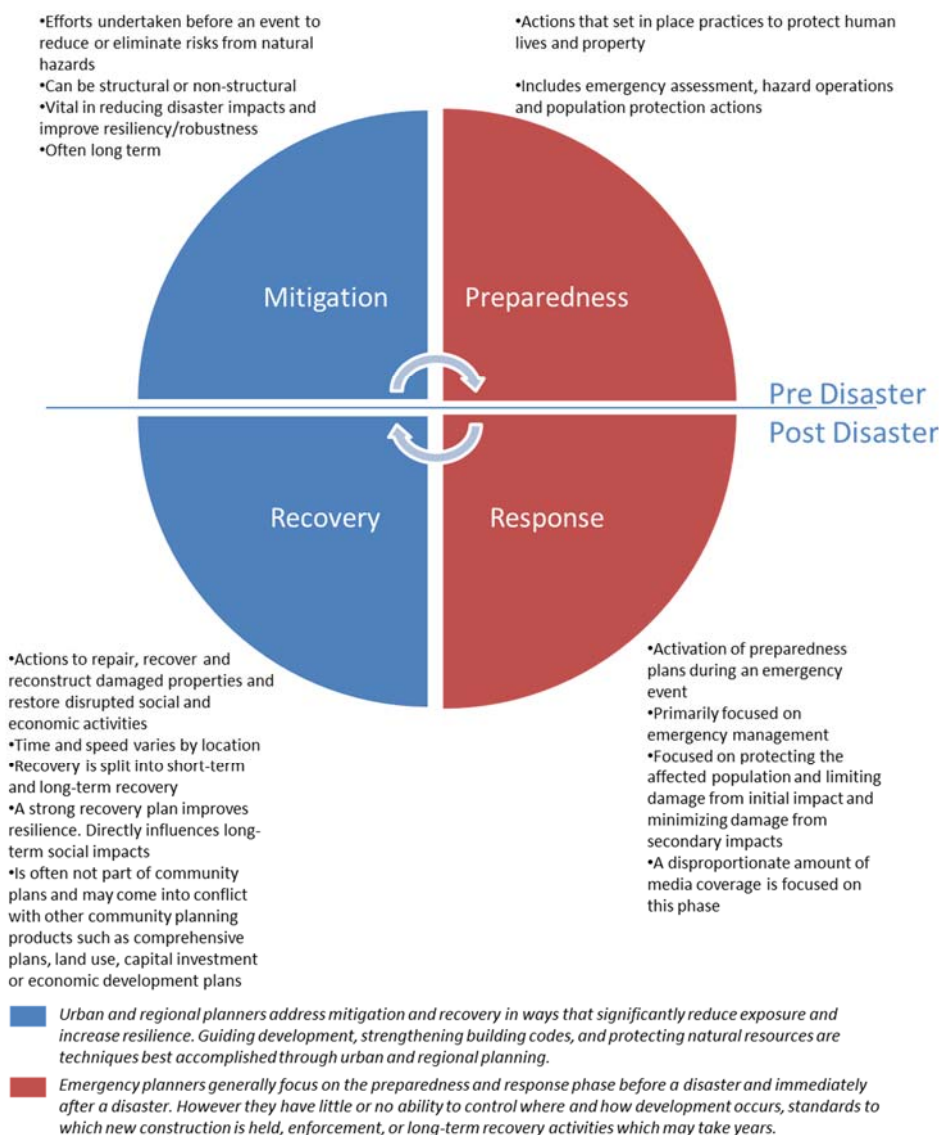 •Efforts undertaken before an event to
reduce or eliminate risks from natural
hazards
•Can be structural or non-structural
•Vital in reducing disaster impacts and
improve resiliency/robustness
•Often long term
•Actions that set in place practices to protect human
lives and property
•Includes emergency assessment, hazard operations
and population protection actions
Mitigation
Preparedness
Pre Disaster
Post Disaster
Recovery
Response
•Actions to repair, recover and
reconstruct damaged properties and
restore disrupted social and
economic activities
•Time and speed varies by location
•Recovery is split into short-term
and long-term recovery
•A strong recovery plan improves
resilience. Directly influences long-
term social impacts
•Is often not part of community
plans and may come into conflict
with other community planning
products such as comprehensive
plans, land use, capital investment
or economic development plans
•Activation of preparedness
plans during an emergency
event
•Primarily focused on
emergency management
•Focused on protecting the
affected population and limiting
damage from initial impact and
minimizing damage from
secondary impacts
•A disproportionate amount of
media coverage is focused on
this phase
Urban and regional planners address mitigation and recovery in ways that significantly reduce exposure and
increase resilience. Guiding development, strengthening building codes, and protecting natural resources are
techniques best accomplished through urban and regional planning.
Emergency planners generally focus on the preparedness and response phase before a disaster and immediately
after a disaster. However they have little or no ability to control where and how development occurs, standards to
which new construction is held, enforcement, or long-term recovery activities which may take years.